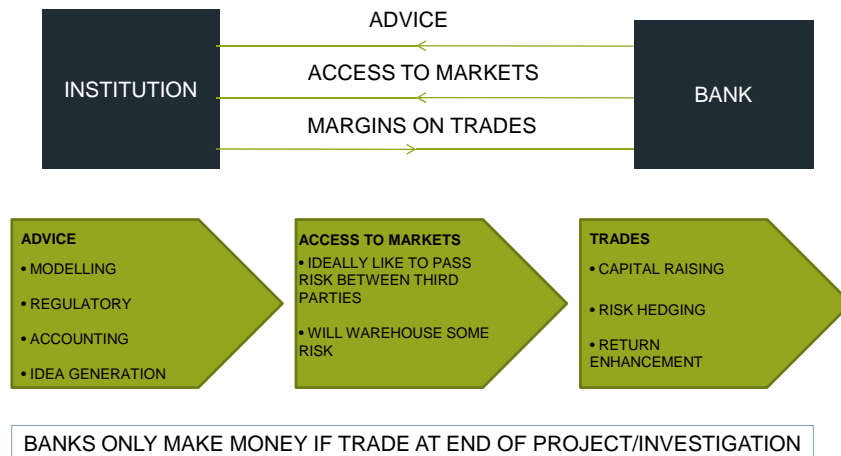 ADVICE
INSTITUTION
ACCESS TO MARKETS
BANK
MARGINS ON TRADES
ADVICE
• MODELLING
• REGULATORY
• ACCOUNTING
• IDEA GENERATION
ACCESS TO MARKETS
• IDEALLY LIKE TO PASS
RISK BETWEEN THIRD
PARTIES
• WILL WAREHOUSE SOME
RISK
TRADES
• CAPITAL RAISING
• RISK HEDGING
• RETURN
ENHANCEMENT
BANKS ONLY MAKE MONEY IF TRADE AT END OF PROJECT/INVESTIGATION